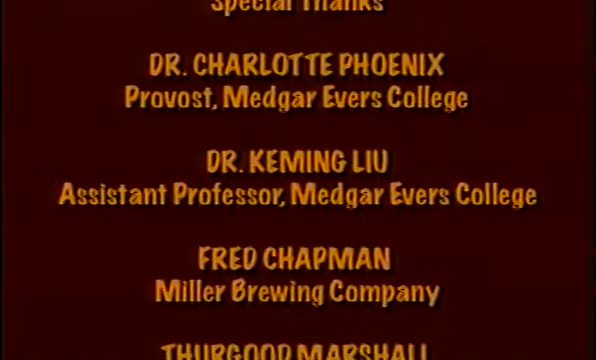 Special Thanks
DR. CHARLOTTE PHOENIX
Provost, Medgar Evers College
DR. KEMING LIU
Assistant Professor, Medgar Evers College
FRED CHAPMAN
Miller Brewing Company
THURGOOD MARSHALL